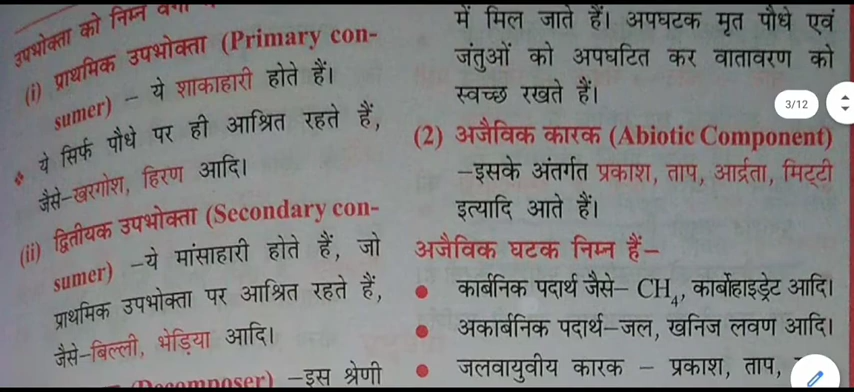 उपभोक्ता को निम्न
(i) प्राथमिक उपभोक्ता (Primary con-
sumer) – ये शाकाहारी होते हैं।
ये सिर्फ पौधे पर ही आश्रित रहते हैं,
जैसे–खरगोश, हिरण आदि।
(ii) द्वितीयक उपभोक्ता (Secondary con-
sumer) –ये मांसाहारी होते हैं, जो
प्राथमिक उपभोक्ता पर आश्रित रहते हैं,
जैसे–बिल्ली, भेड़िया आदि।
–इस श्रेणी
में मिल जाते हैं। अपघटक मृत पौधे एवं
जंतुओं को अपघटित कर वातावरण को
स्वच्छ रखते हैं।
3/12
(2) अजैविक कारक (Abiotic Component)
–इसके अंतर्गत प्रकाश, ताप, आर्द्रता, मिट्टी
इत्यादि आते हैं।
अजैविक घटक निम्न हैं–
● कार्बनिक पदार्थ जैसे– CH₄, कार्बोहाइड्रेट आदि।
● अकार्बनिक पदार्थ–जल, खनिज लवण आदि।
● जलवायुवीय कारक – प्रकाश, ताप,